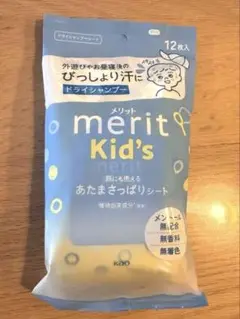 ドライシャンプーシート
12枚入
外遊びやお昼寝後の
びっしょり汗に
ドライシャンプー
メリット
merit
Kid's
merit
顔にも使える
あたまさっぱりシート
メントール
無香料
無着色
Kao